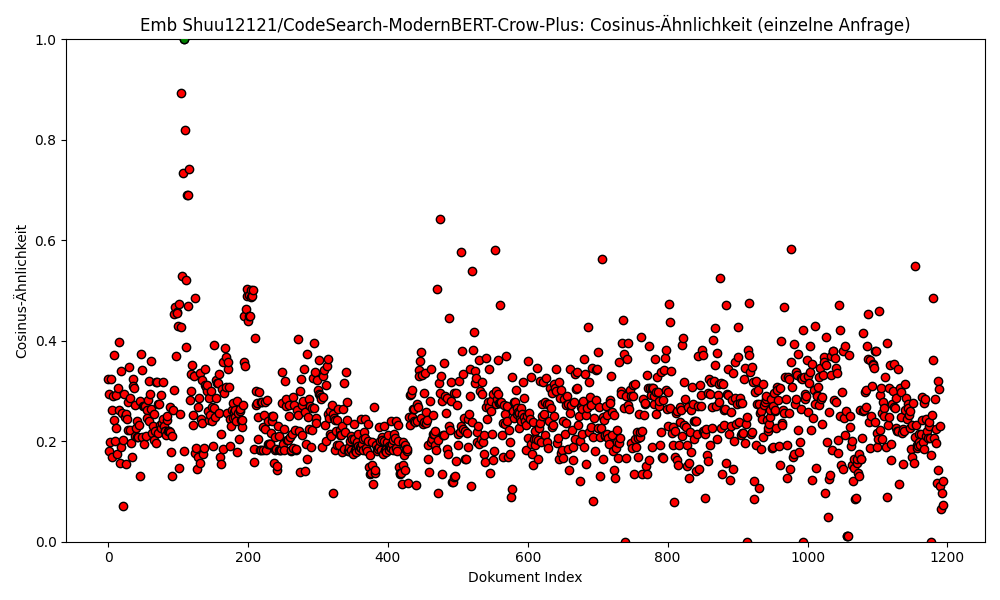 Emb Shuu12121/CodeSearch-ModernBERT-Crow-Plus: Cosinus-Ähnlichkeit (einzelne Anfrage)
1.0
0.8
0.6
0.4
0.2
0.0
Cosinus-Ähnlichkeit
0 200 400 600 800 1000 1200
Dokument Index